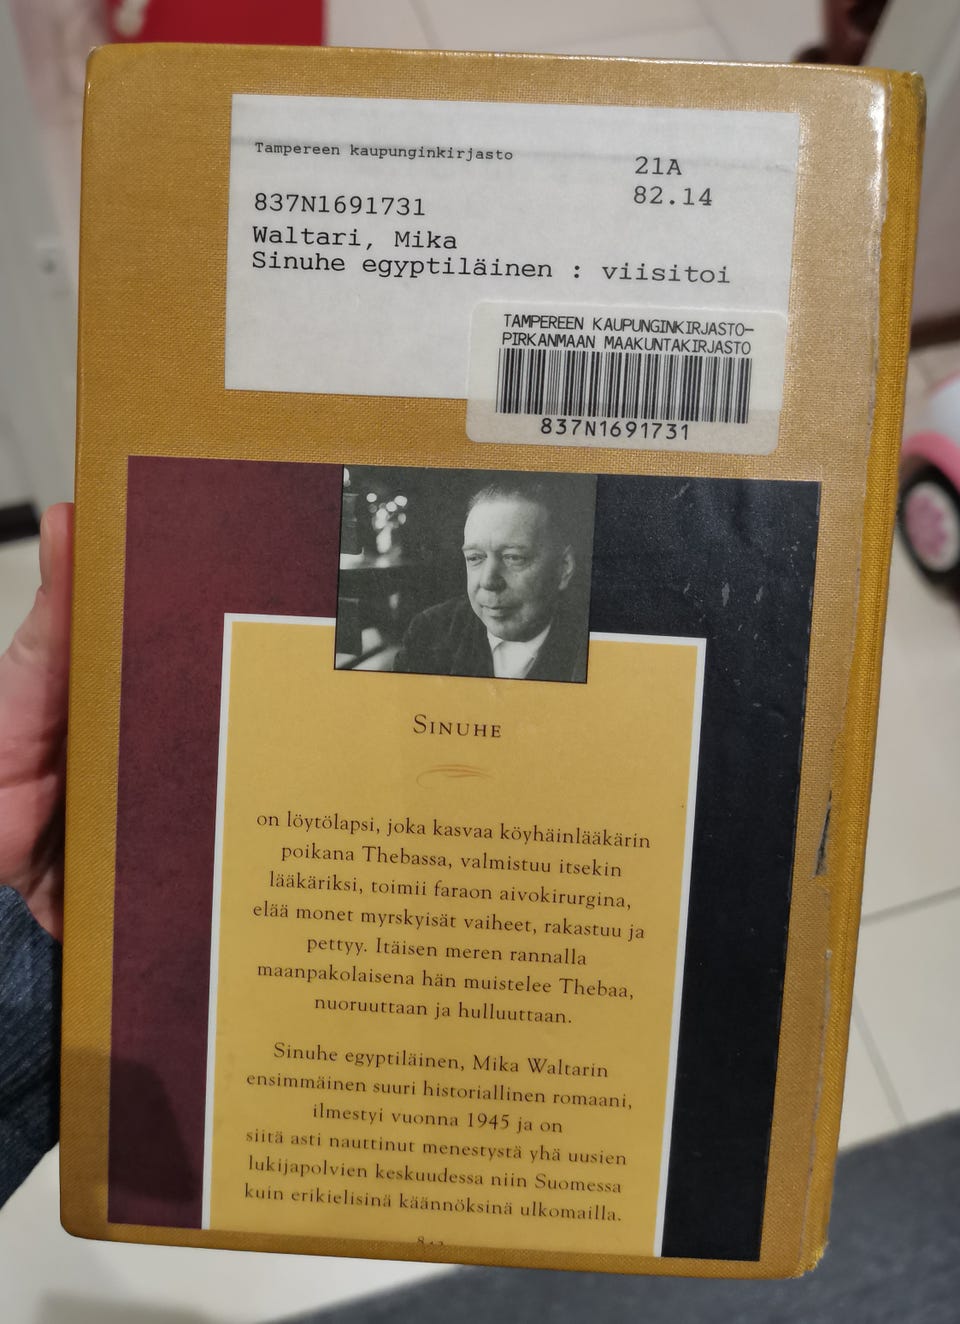 Tampereen kaupunginkirjasto
21A
82.14
837N1691731
Waltari, Mika
Sinuhe egyptiläinen : viisitoi
TAMPEREEN KAUPUNGINKIRJASTO-
PIRKANMAAN MAAKUNTAKIRJASTO
837N1691731
SINUHE
on löytölapsi, joka kasvaa köyhäinlääkärin
poikana Thebassa, valmistuu itsekin
lääkäriksi, toimii faraon aivokirurgina,
elää monet myrskyisät vaiheet, rakastuu ja
pettyy. Itäisen meren rannalla
maanpakolaisena hän muistelee Thebaa,
nuoruuttaan ja hulluuttaan.
Sinuhe egyptiläinen, Mika Waltarin
ensimmäinen suuri historiallinen romaani,
ilmestyi vuonna 1945 ja on
siitä asti nauttinut menestystä yhä uusien
lukijapolvien keskuudessa niin Suomessa
kuin erikielisinä käännöksinä ulkomailla.